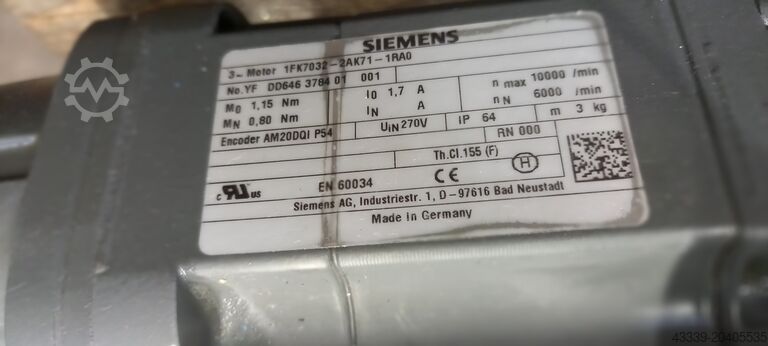 SIEMENS
3~ Motor 1FK7032-2AK71-1RA0
No.YF DD646 3784 01 001
M0 1,15 Nm I0 1,7 A n max 10000 /min
MN 0,80 Nm IN A nN 6000 /min
Encoder AM20DQI P54 UIN 270V IP 64 m 3 kg
RN 000
Th.Cl.155 (F) H
c RU us EN 60034 CE
Siemens AG, Industriestr. 1, D-97616 Bad Neustadt
Made in Germany
43339-20405535